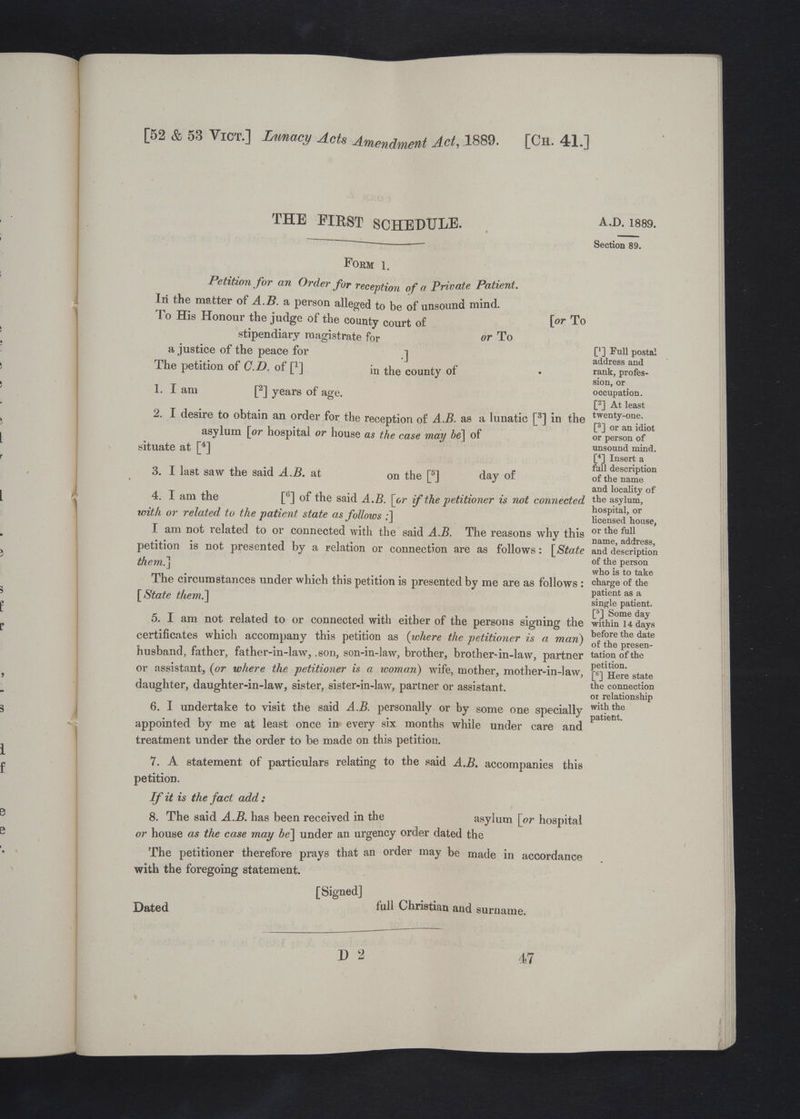 [52 & 53 VICT.] Lunacy Acts Amendment Act, 1889. [CH. 41.]
THE FIRST SCHEDULE.
A.D. 1889.
Section 89.
FORM 1.
Petition for an Order for reception of a Private Patient.
In the matter of A.B. a person alleged to be of unsound mind.
To His Honour the judge of the county court of [or To
stipendiary magistrate for or To
a justice of the peace for .]
The petition of C.D. of [1] in the county of .
1. I am [2] years of age.
2. I desire to obtain an order for the reception of A.B. as a lunatic [3] in the
asylum [or hospital or house as the case may be] of
situate at [4]
3. I last saw the said A.B. at on the [5] day of
4. I am the [6] of the said A.B. [or if the petitioner is not connected
with or related to the patient state as follows :]
I am not related to or connected with the said A.B. The reasons why this
petition is not presented by a relation or connection are as follows: [State
them.]
The circumstances under which this petition is presented by me are as follows:
[State them.]
5. I am not related to or connected with either of the persons signing the
certificates which accompany this petition as (where the petitioner is a man)
husband, father, father-in-law, .son, son-in-law, brother, brother-in-law, partner
or assistant, (or where the petitioner is a woman) wife, mother, mother-in-law,
daughter, daughter-in-law, sister, sister-in-law, partner or assistant.
6. I undertake to visit the said A.B. personally or by some one specially
appointed by me at least once in every six months while under care and
treatment under the order to be made on this petition.
7. A statement of particulars relating to the said A.B. accompanies this
petition.
If it is the fact add:
8. The said A.B. has been received in the asylum [or hospital
or house as the case may be] under an urgency order dated the
The petitioner therefore prays that an order may be made in accordance
with the foregoing statement.
[Signed]
Dated full Christian and surname.
[1] Full postal
address and
rank, profes-
sion, or
occupation.
[2] At least
twenty-one.
[3] or an idiot
or person of
unsound mind.
[4] Insert a
full description
of the name
and locality of
the asylum,
hospital, or
licensed house,
or the full
name, address,
and description
of the person
who is to take
charge of the
patient as a
single patient.
[5] Some day
within 14 days
before the date
of the presen-
tation of the
petition.
[6] Here state
the connection
or relationship
with the
patient.
D 2 47